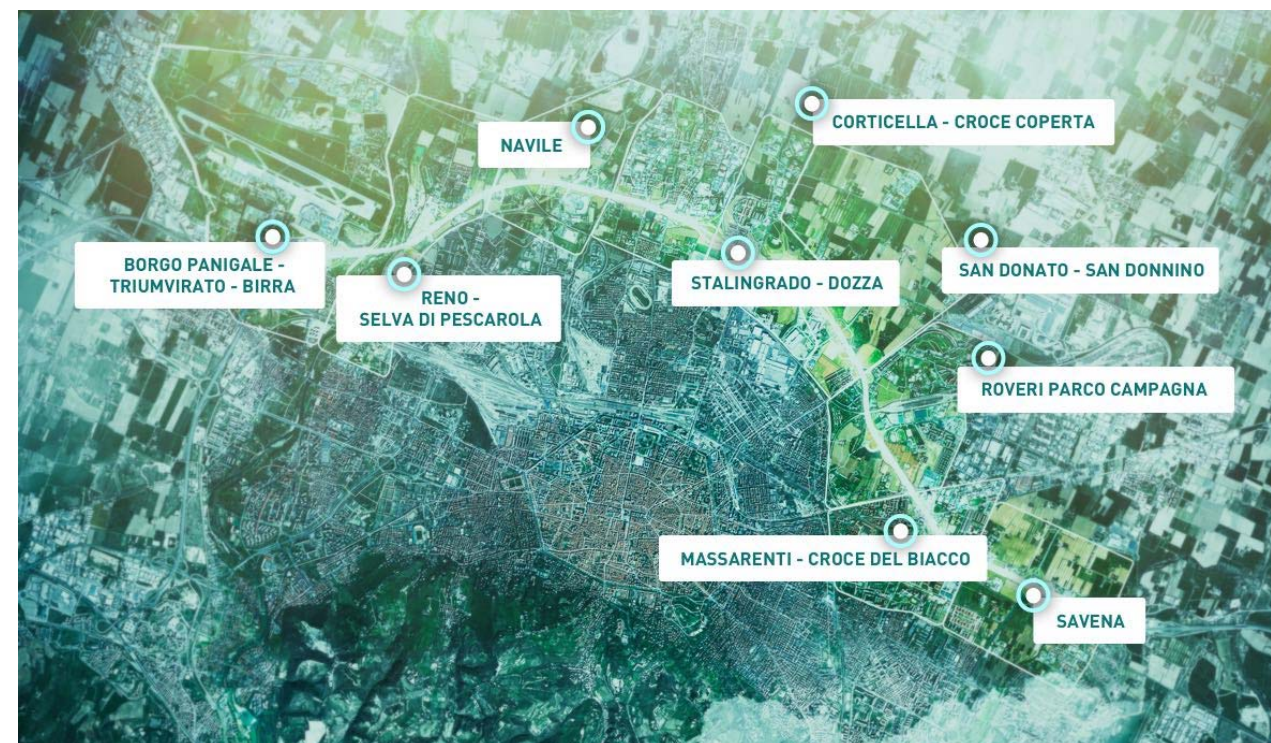 CORTICELLA - CROCE COPERTA
NAVILE
BORGO PANIGALE -
TRIUMVIRATO - BIRRA
RENO -
SELVA DI PESCAROLA
STALINGRADO - DOZZA
SAN DONATO - SAN DONNINO
ROVERI PARCO CAMPAGNA
MASSARENTI - CROCE DEL BIACCO
SAVENA